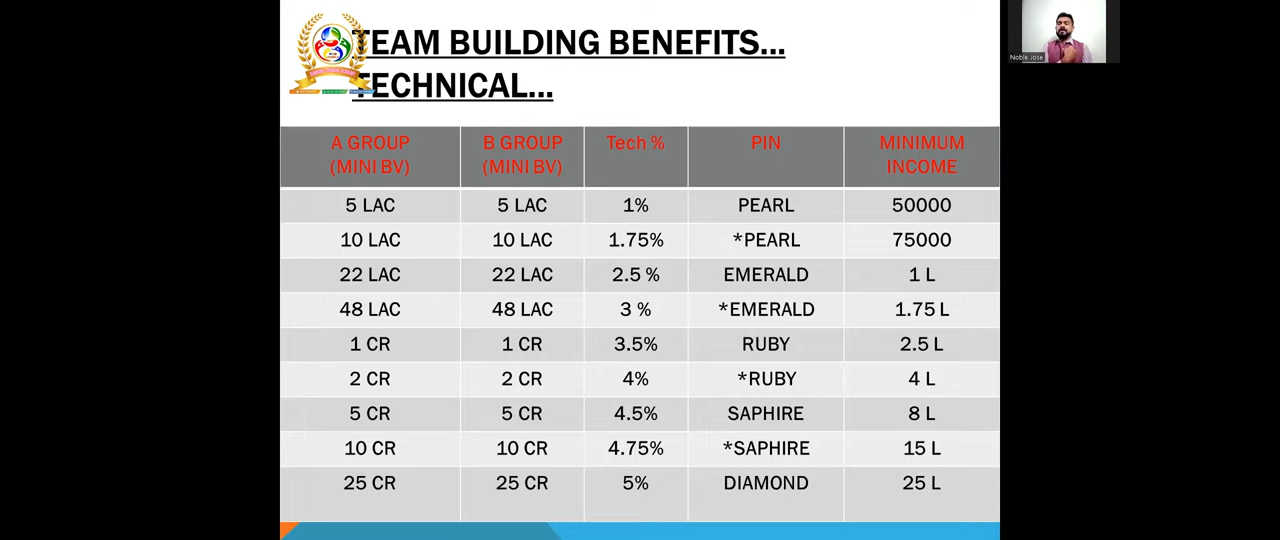 TEAM BUILDING BENEFITS...
TECHNICAL...
Noble Jose
A GROUP (MINI BV) B GROUP (MINI BV) Tech % PIN MINIMUM INCOME
5 LAC 5 LAC 1% PEARL 50000
10 LAC 10 LAC 1.75% *PEARL 75000
22 LAC 22 LAC 2.5 % EMERALD 1 L
48 LAC 48 LAC 3 % *EMERALD 1.75 L
1 CR 1 CR 3.5% RUBY 2.5 L
2 CR 2 CR 4% *RUBY 4 L
5 CR 5 CR 4.5% SAPHIRE 8 L
10 CR 10 CR 4.75% *SAPHIRE 15 L
25 CR 25 CR 5% DIAMOND 25 L